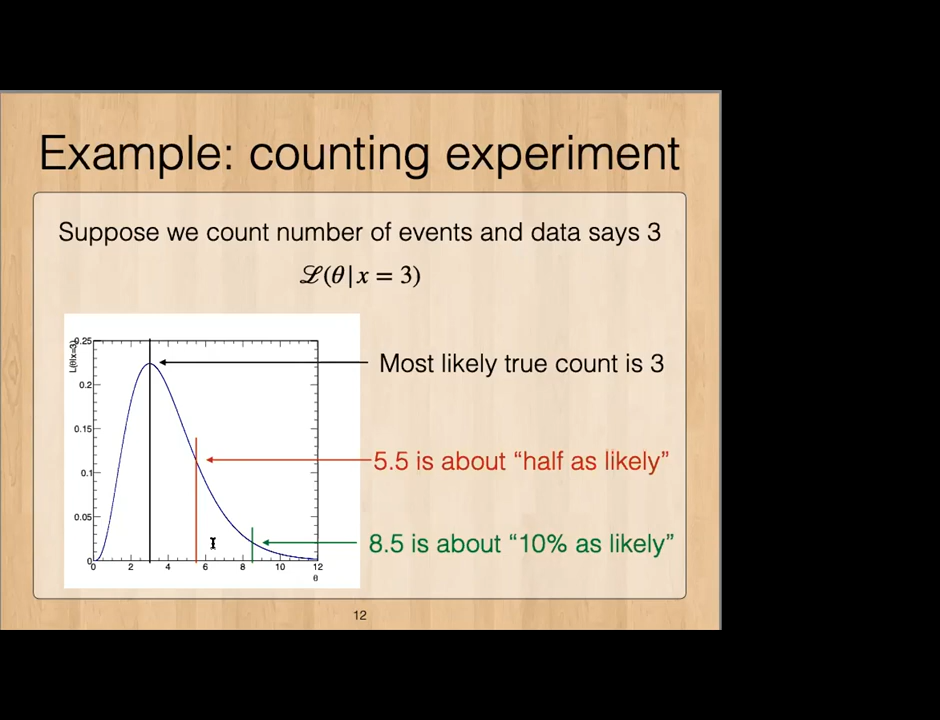 Example: counting experiment
Suppose we count number of events and data says 3
ℒ(θ|x = 3)
L(θ|x=3)
0.25
0.2
0.15
0.1
0.05
0
0 2 4 6 8 10 12
θ
Most likely true count is 3
5.5 is about “half as likely”
8.5 is about “10% as likely”
12